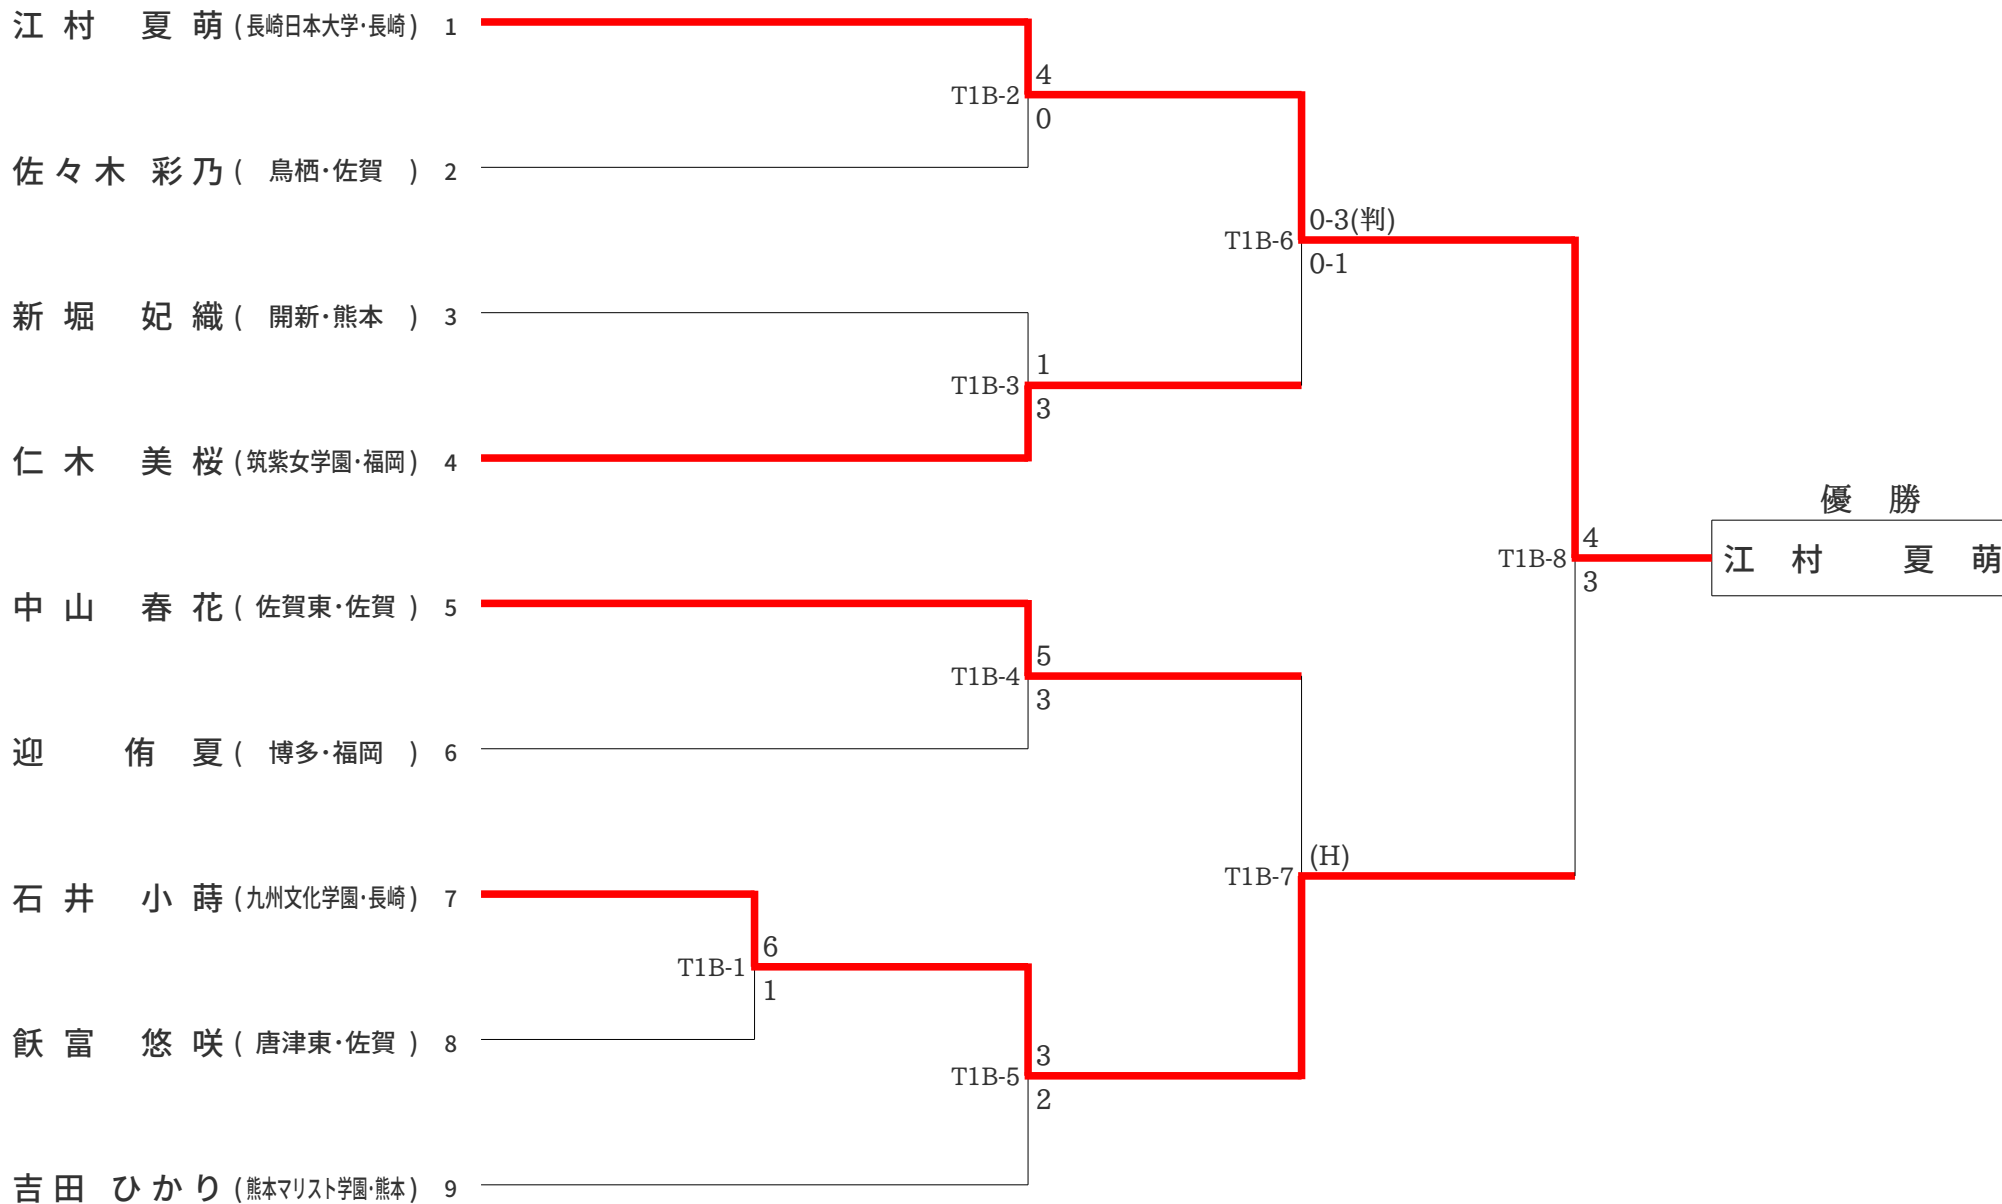 江村 夏萌 (長崎日本大学・長崎) 1
4
T1B-2
0
佐々木 彩乃 ( 鳥栖・佐賀 ) 2
0-3(判)
T1B-6
0-1
新堀 妃織 ( 開新・熊本 ) 3
1
T1B-3
3
仁木 美桜 (筑紫女学園・福岡) 4
優 勝
4
T1B-8
江村 夏萌
3
中山 春花 ( 佐賀東・佐賀 ) 5
5
T1B-4
3
迎 侑夏 ( 博多・福岡 ) 6
(H)
T1B-7
石井 小蒔 (九州文化学園・長崎) 7
6
T1B-1
1
飫富 悠咲 ( 唐津東・佐賀 ) 8
3
T1B-5
2
吉田 ひかり (熊本マリスト学園・熊本) 9